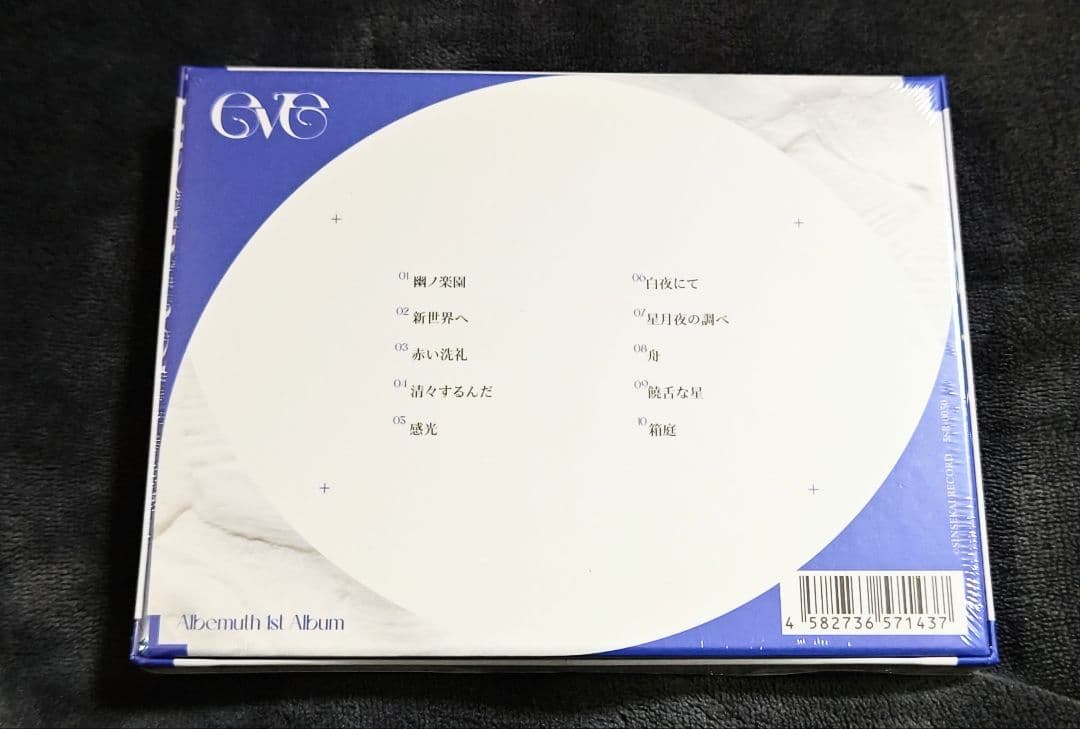 eve
01 幽ノ楽園
02 新世界へ
03 赤い洗礼
04 清々するんだ
05 感光
06 白夜にて
07 星月夜の調べ
08 舟
09 饒舌な星
10 箱庭
Albemuth 1st Album
©SINSEKAI RECORD
4 582736 571437